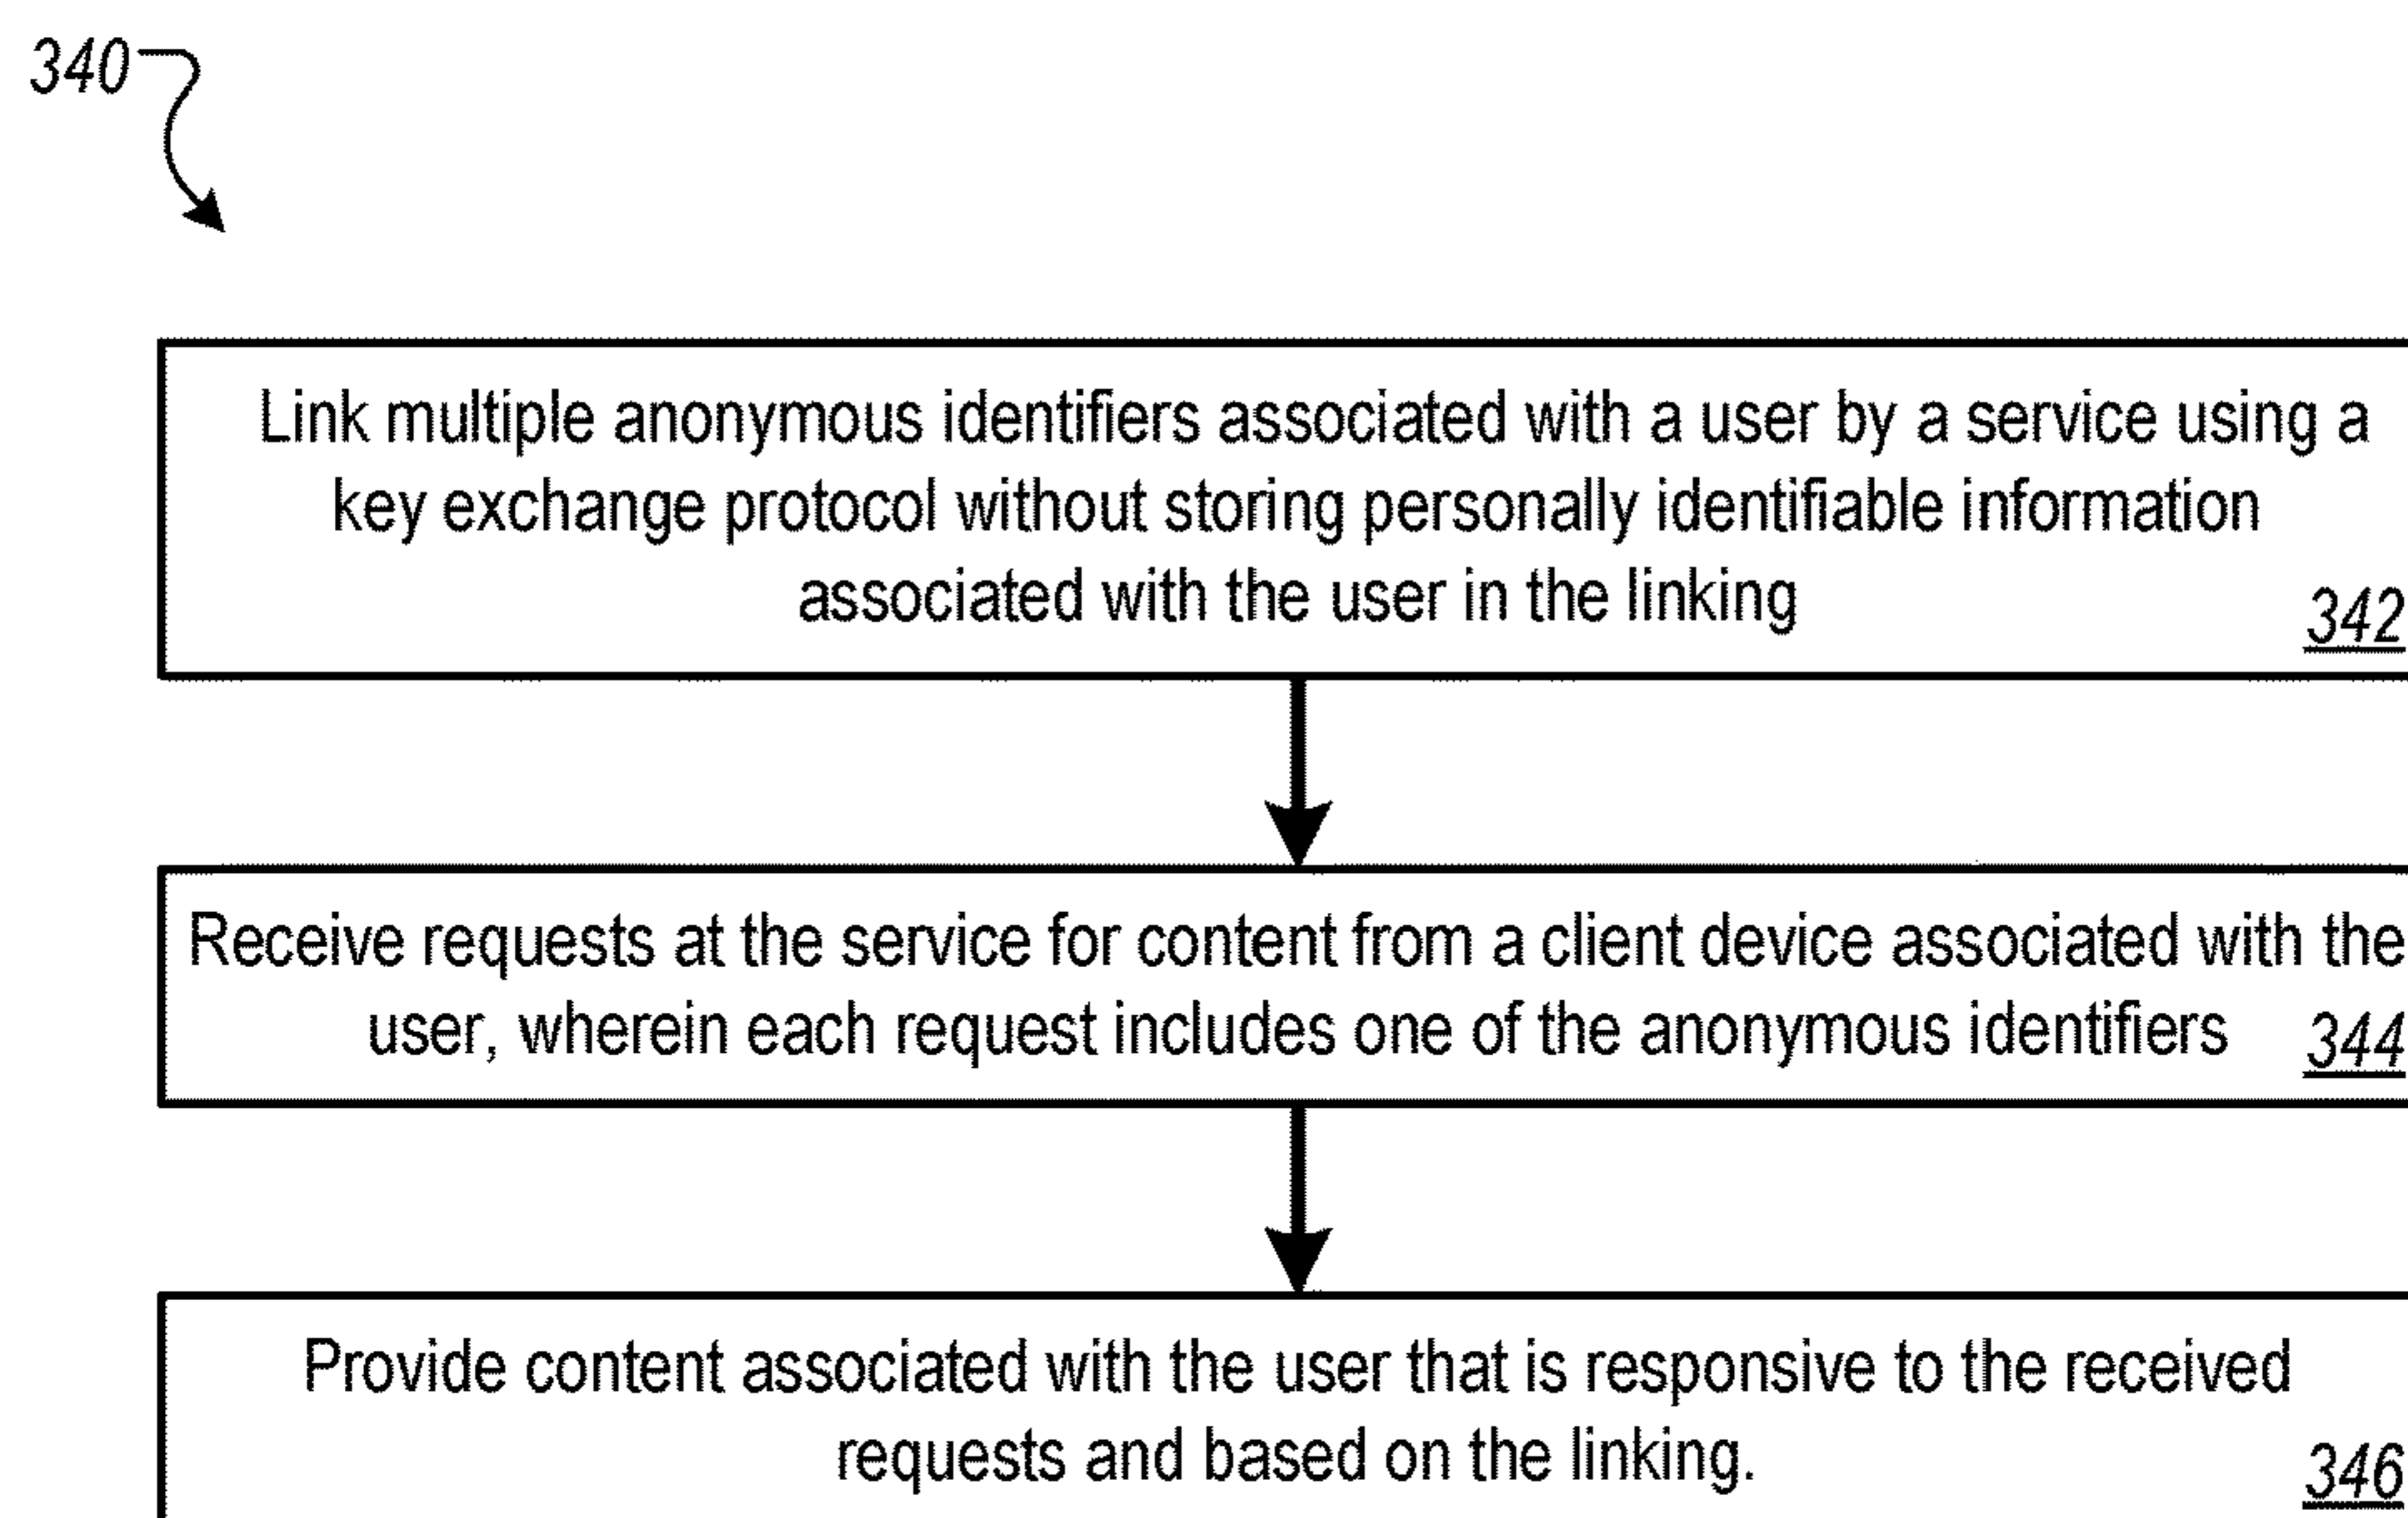 340
Link multiple anonymous identifiers associated with a user by a service using a
key exchange protocol without storing personally identifiable information
associated with the user in the linking
342
Receive requests at the service for content from a client device associated with the
user, wherein each request includes one of the anonymous identifiers
344
Provide content associated with the user that is responsive to the received
requests and based on the linking.
346